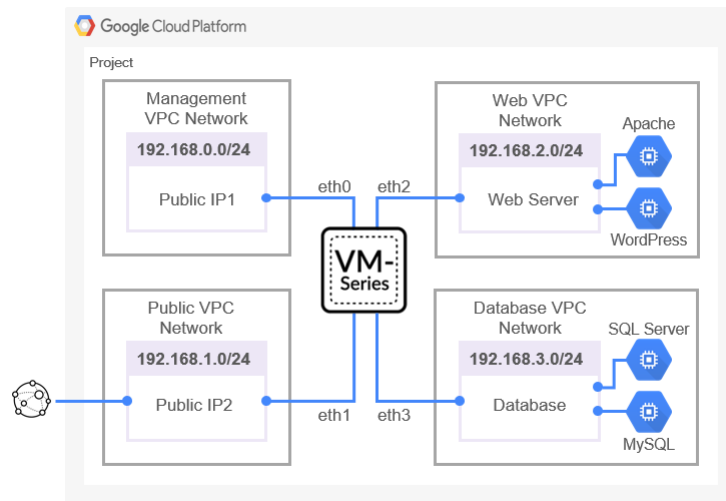 Google Cloud Platform
Project
Management
VPC Network
192.168.0.0/24
Public IP1
Web VPC
Network
192.168.2.0/24
Web Server
Apache
WordPress
eth0
eth2
VM-
Series
eth1
eth3
Public VPC
Network
192.168.1.0/24
Public IP2
Database VPC
Network
192.168.3.0/24
Database
SQL Server
MySQL